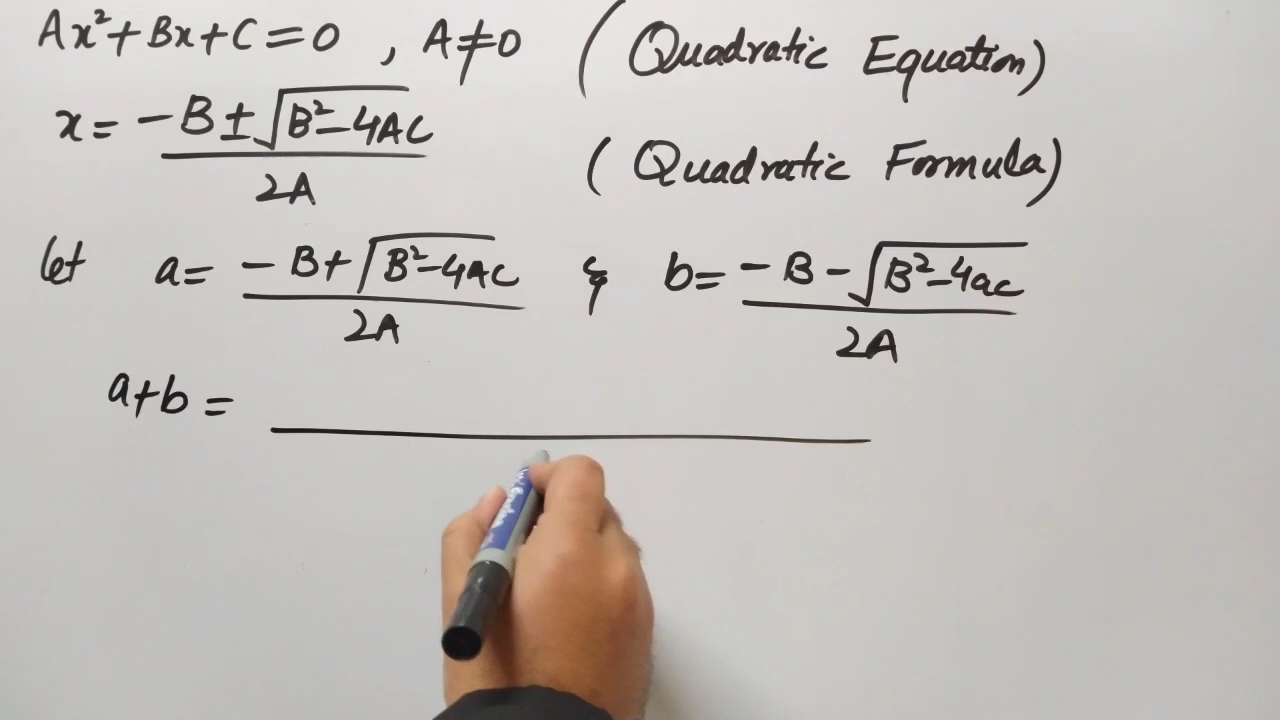 Ax²+Bx+C=0 , A≠0 (Quadratic Equation)
x= -B±√B²-4AC / 2A (Quadratic Formula)
let a= -B+√B²-4AC / 2A & b= -B-√B²-4ac / 2A
a+b=